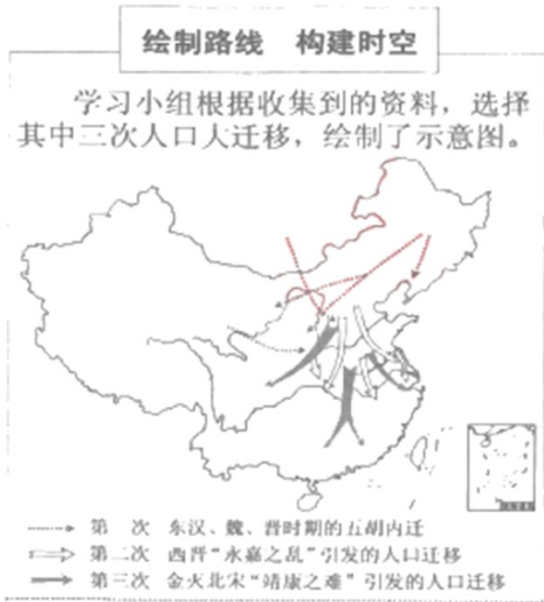 绘制路线 构建时空
学习小组根据收集到的资料，选择
其中三次人口大迁移，绘制了示意图。
第一次 东汉、魏、晋时期的五胡内迁
第二次 西晋“永嘉之乱”引发的人口迁移
第三次 金灭北宋“靖康之难”引发的人口迁移